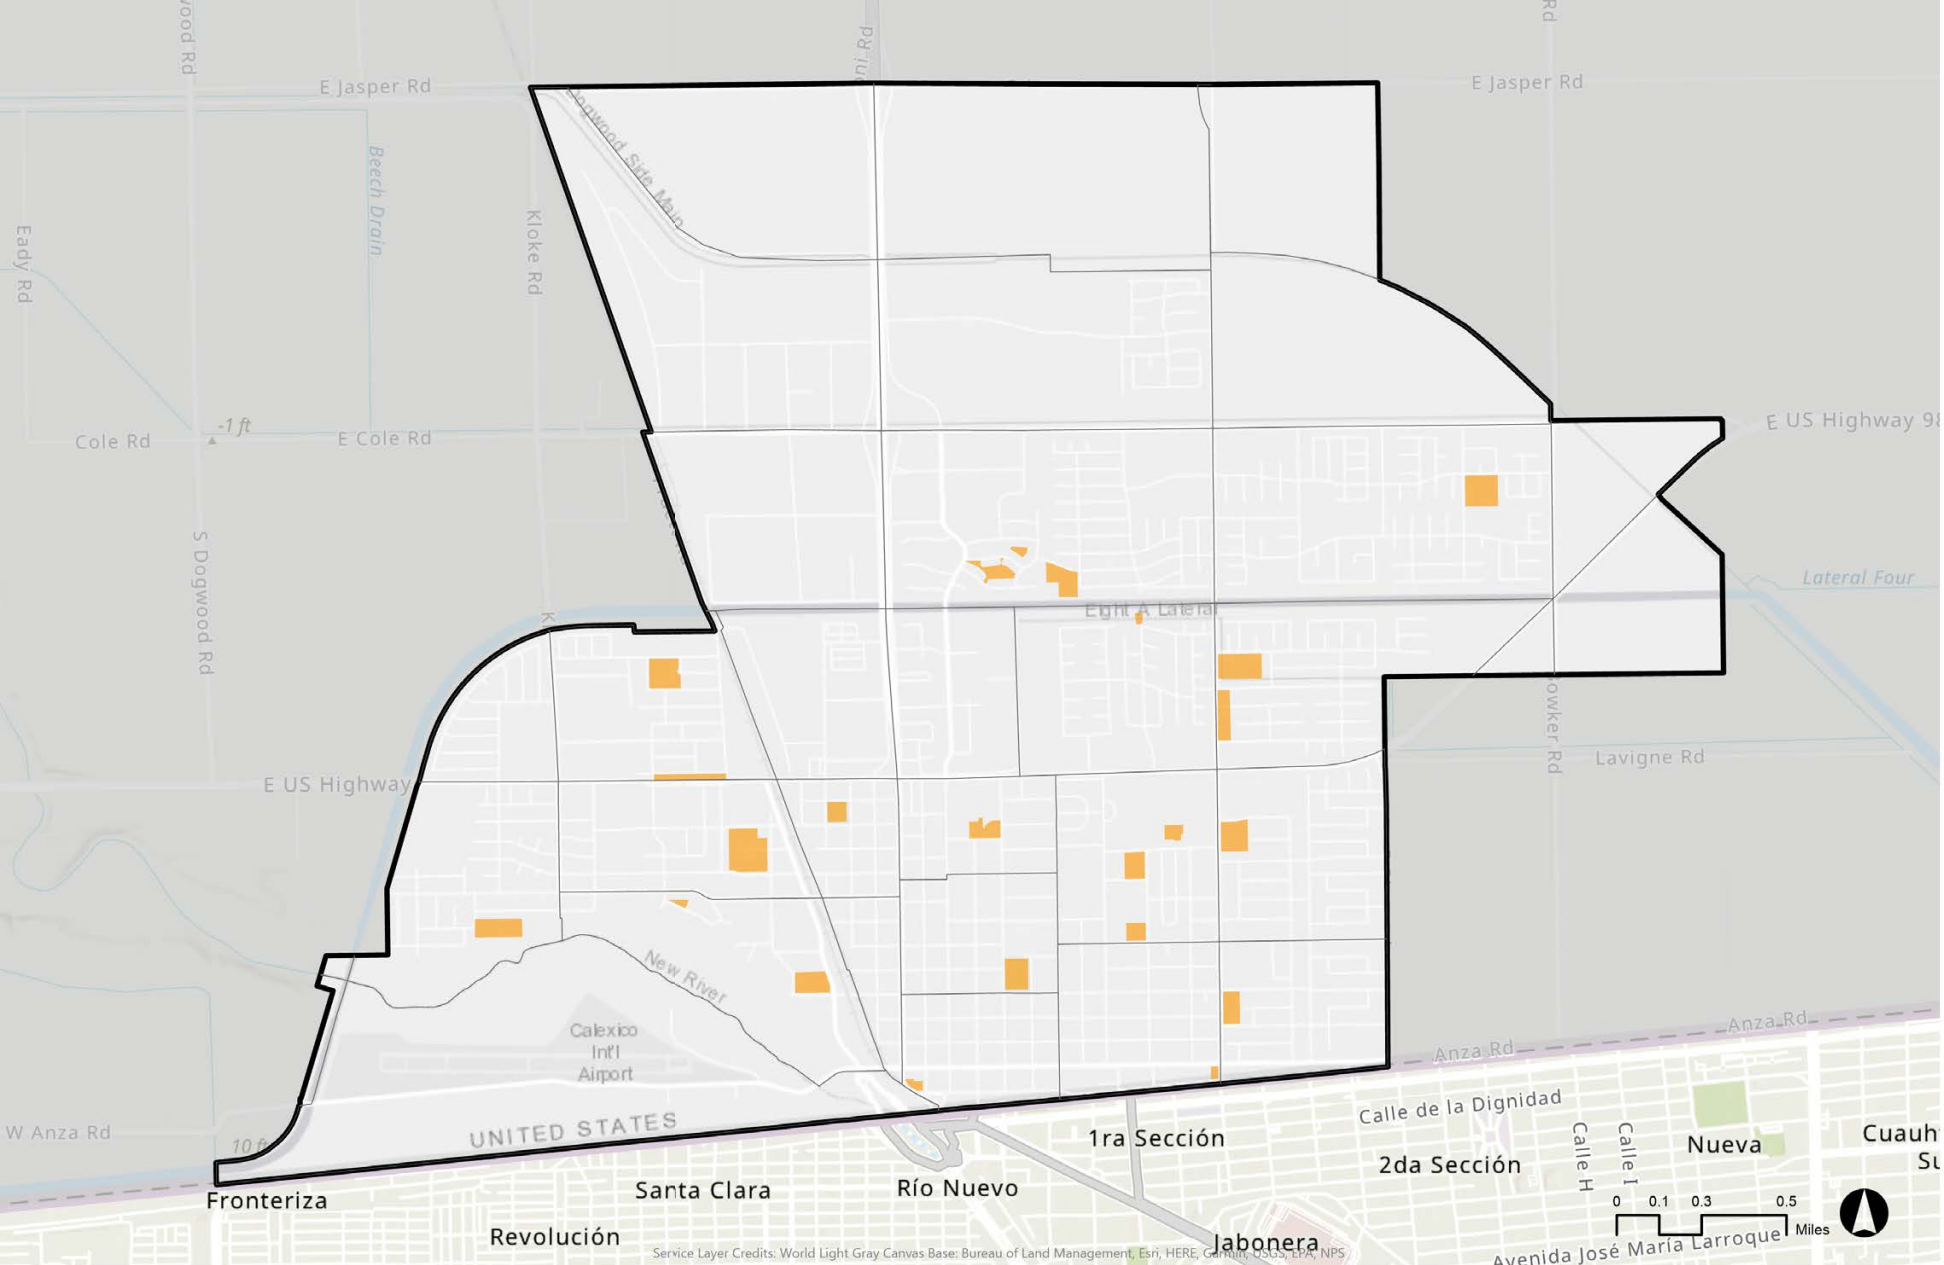 E Jasper Rd
E Jasper Rd
Rd
Dogwood Side Main
Beech Drain
Eady Rd
Kloke Rd
-1 ft
Cole Rd
E Cole Rd
E US Highway 98
S Dogwood Rd
Lateral Four
Eight A Lateral
Lavigne Rd
E US Highway
New River
Calexico
Int'l
Airport
Anza Rd
Anza Rd
W Anza Rd
10 ft
UNITED STATES
Calle de la Dignidad
1ra Sección
2da Sección
Calle H
Calle I
Nueva
Fronteriza
Santa Clara
Río Nuevo
Revolución
Jabonera
0 0.1 0.3 0.5
Miles
Avenida José María Larroque
Service Layer Credits: World Light Gray Canvas Base: Bureau of Land Management, Esri, HERE, Garmin, USGS, EPA, NPS